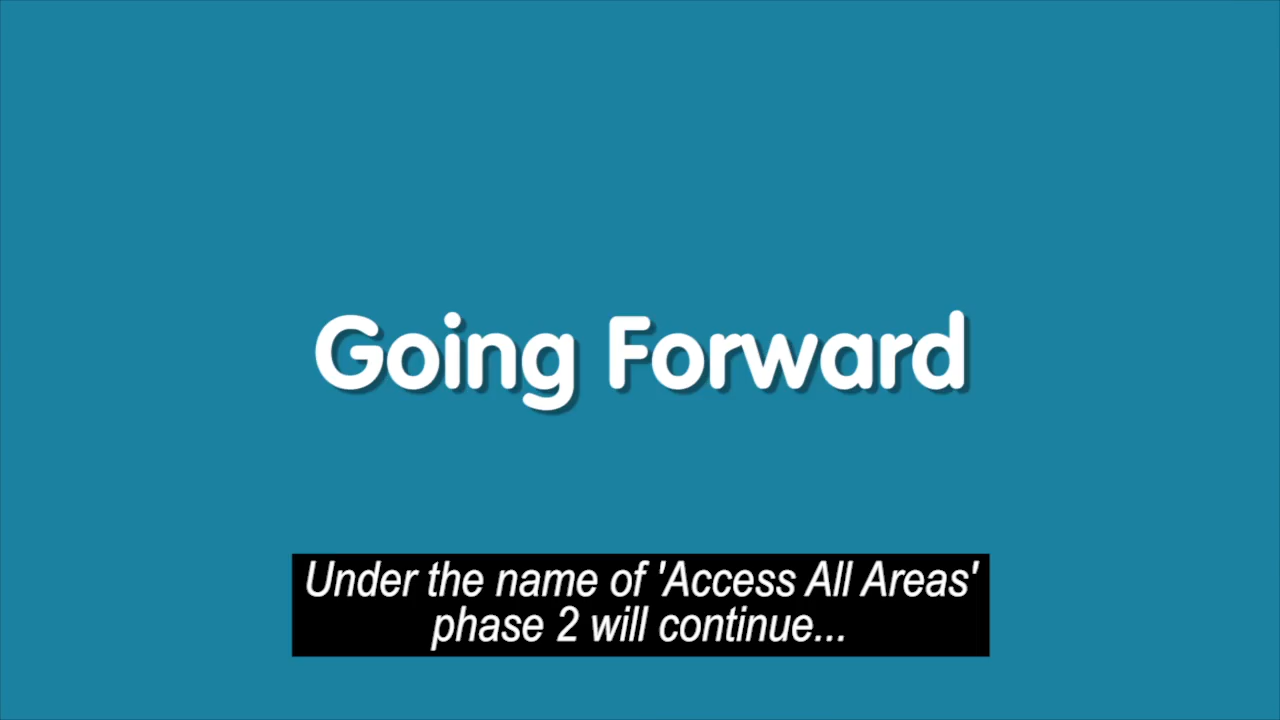 Going Forward
Under the name of 'Access All Areas'
phase 2 will continue...